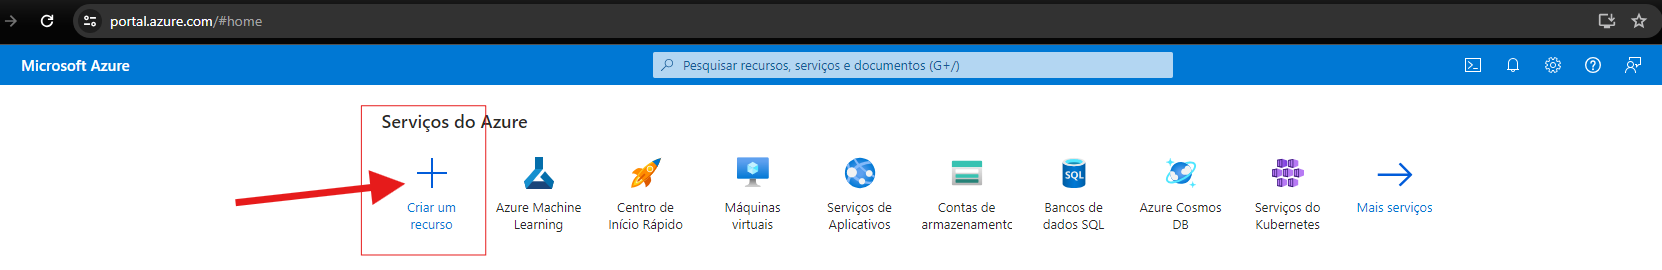 portal.azure.com/#home
Microsoft Azure
Pesquisar recursos, serviços e documentos (G+/)
Serviços do Azure
Criar um
recurso
Azure Machine
Learning
Centro de
Início Rápido
Máquinas
virtuais
Serviços de
Aplicativos
Contas de
armazenamento
Bancos de
dados SQL
Azure Cosmos
DB
Serviços do
Kubernetes
Mais serviços